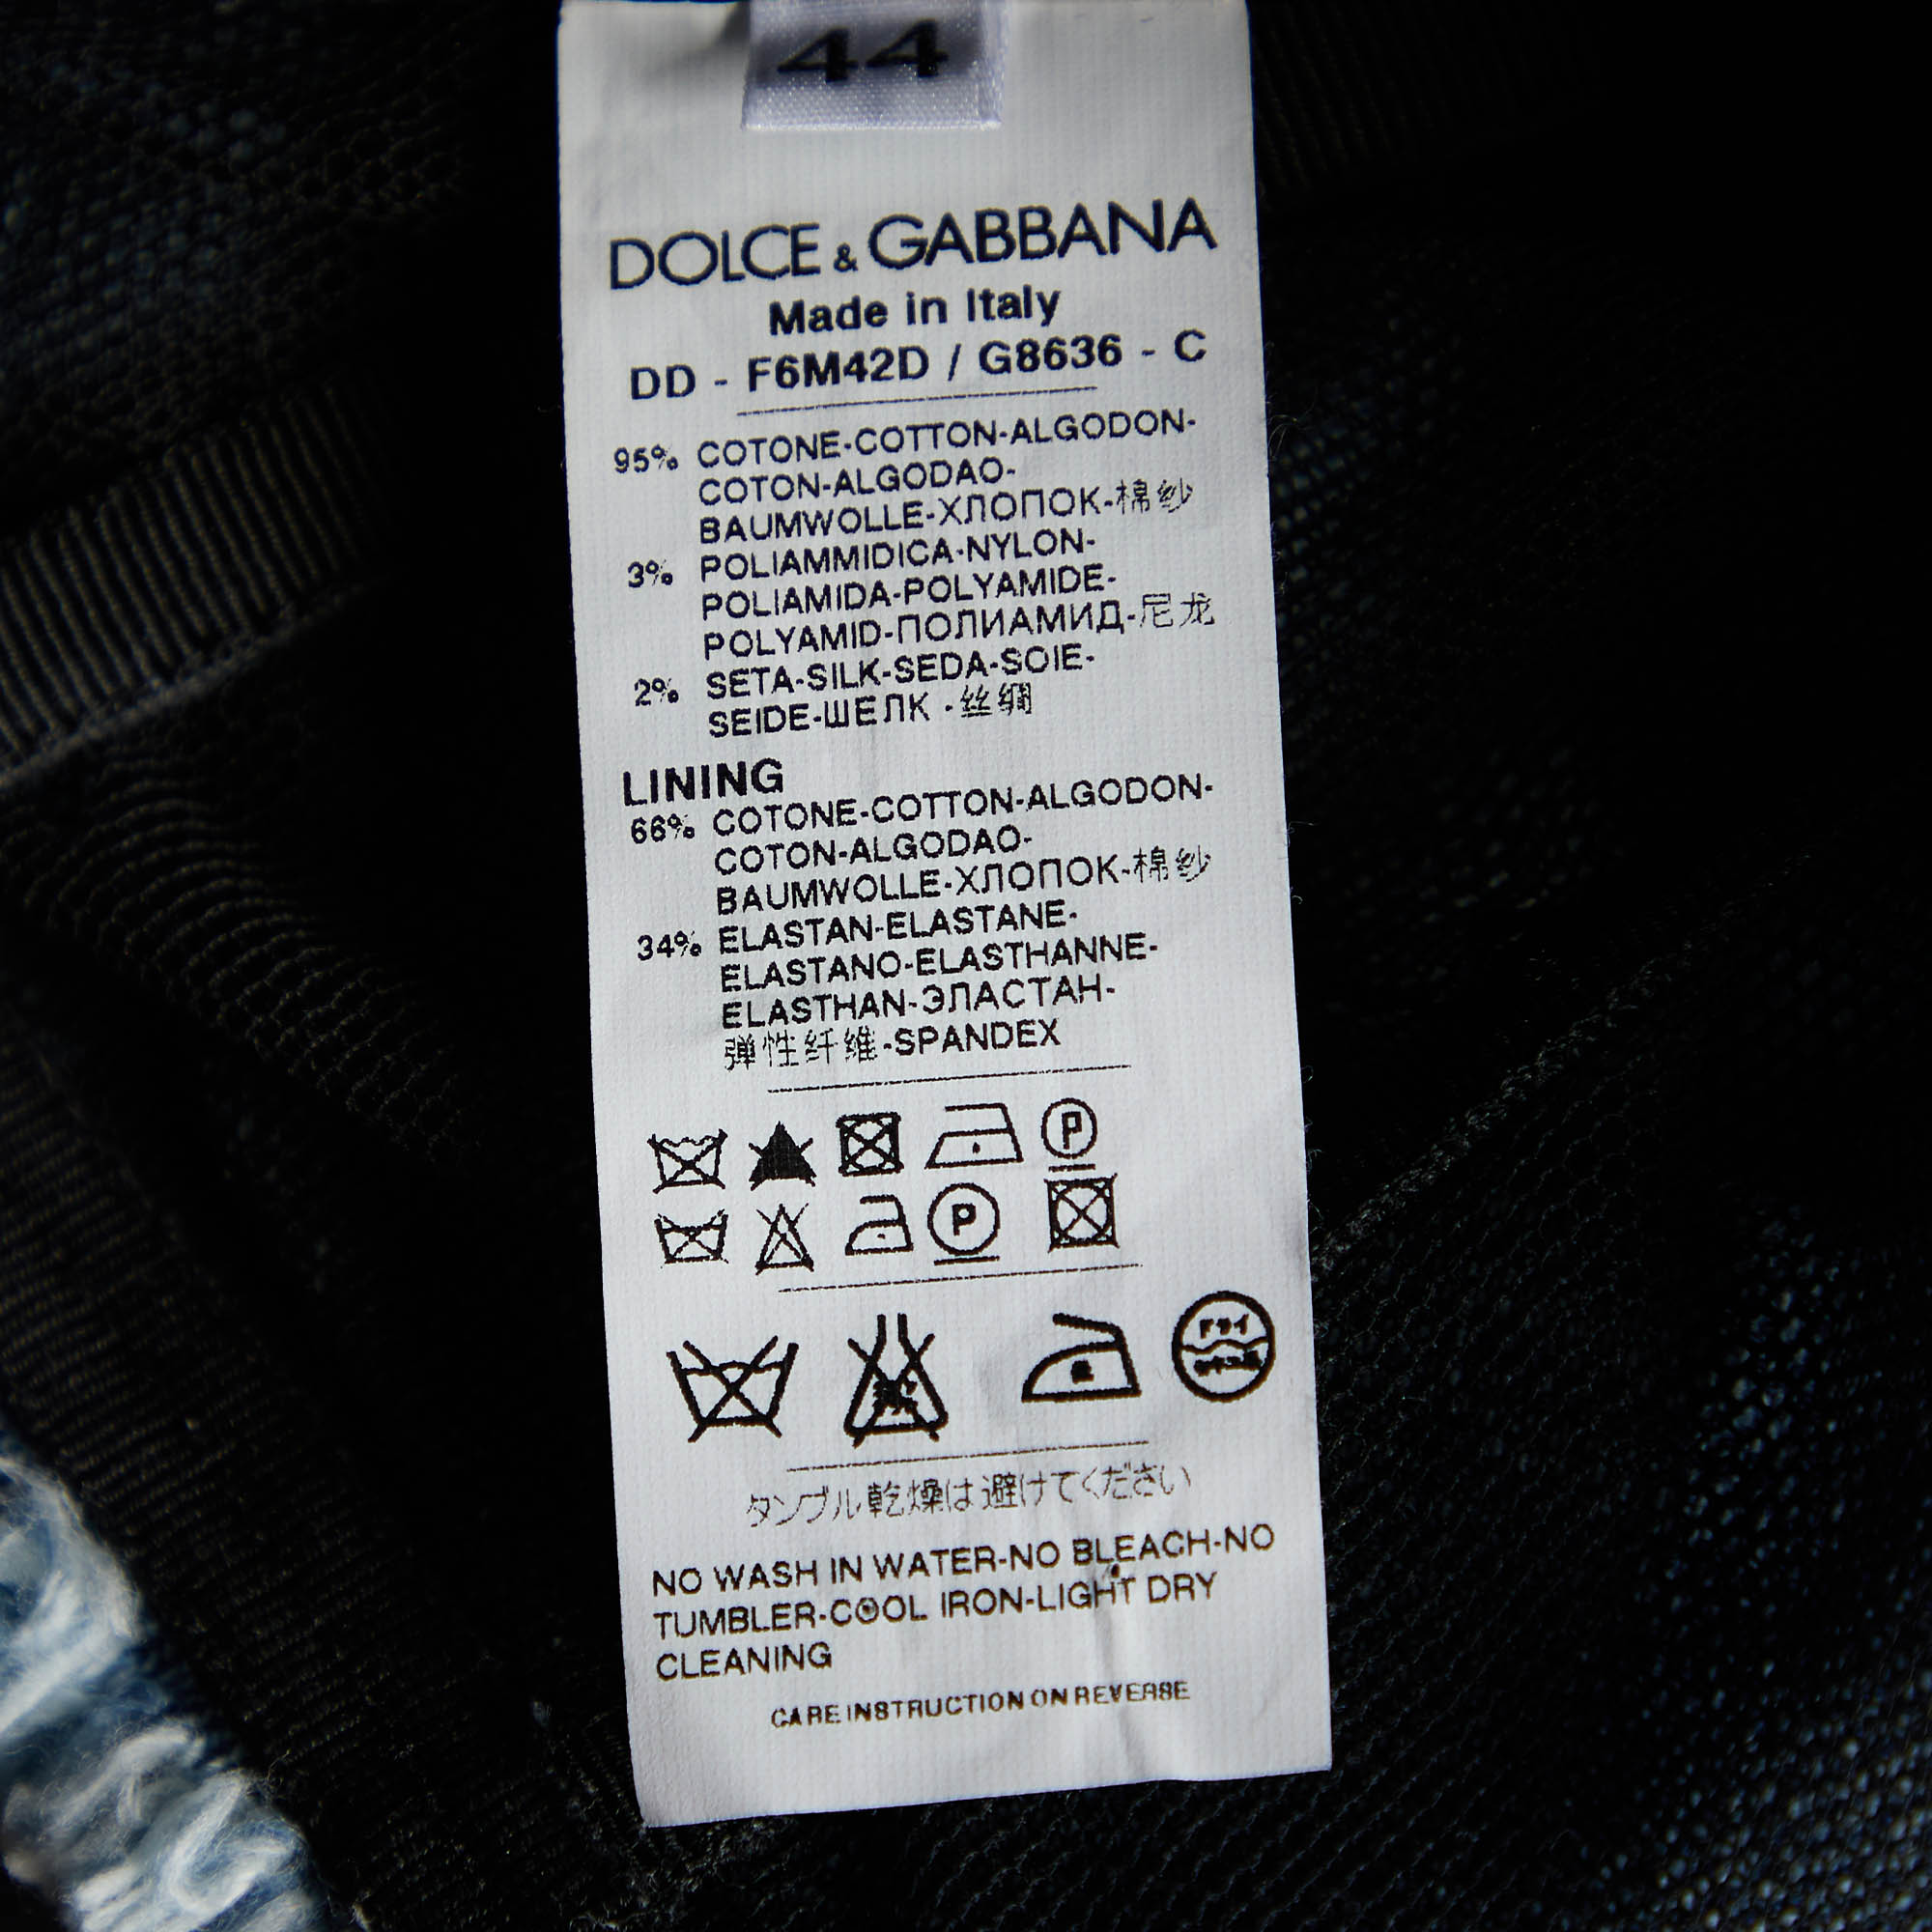 44
DOLCE & GABBANA
Made in Italy
DD - F6M42D / G8636 - C
95% COTONE-COTTON-ALGODON-
COTON-ALGODAO-
BAUMWOLLE-ХЛОПОК-棉纱
3% POLIAMMIDICA-NYLON-
POLIAMIDA-POLYAMIDE-
POLYAMID-ПОЛИАМИД-尼龙
2% SETA-SILK-SEDA-SOIE-
SEIDE-ШЕЛК -丝绸
LINING
66% COTONE-COTTON-ALGODON-
COTON-ALGODAO-
BAUMWOLLE-ХЛОПОК-棉纱
34% ELASTAN-ELASTANE-
ELASTANO-ELASTHANNE-
ELASTHAN-ЭЛАСТАН-
弹性纤维-SPANDEX
P
P
ドライ
タンブル乾燥は避けてください
NO WASH IN WATER-NO BLEACH-NO
TUMBLER-COOL IRON-LIGHT DRY
CLEANING
CARE INSTRUCTION ON REVERSE